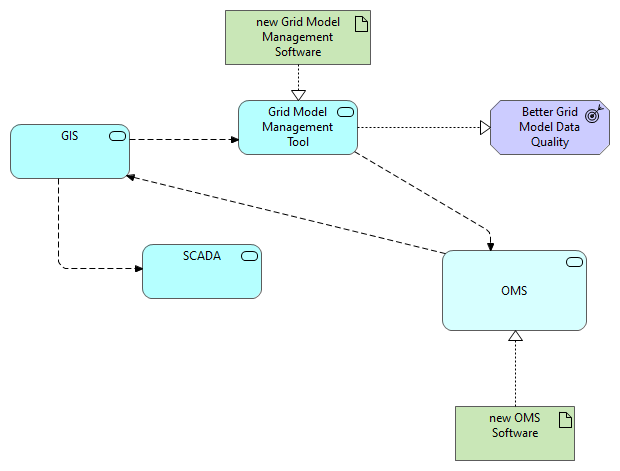 new Grid Model
Management
Software
Grid Model
Management
Tool
Better Grid
Model Data
Quality
GIS
SCADA
OMS
new OMS
Software